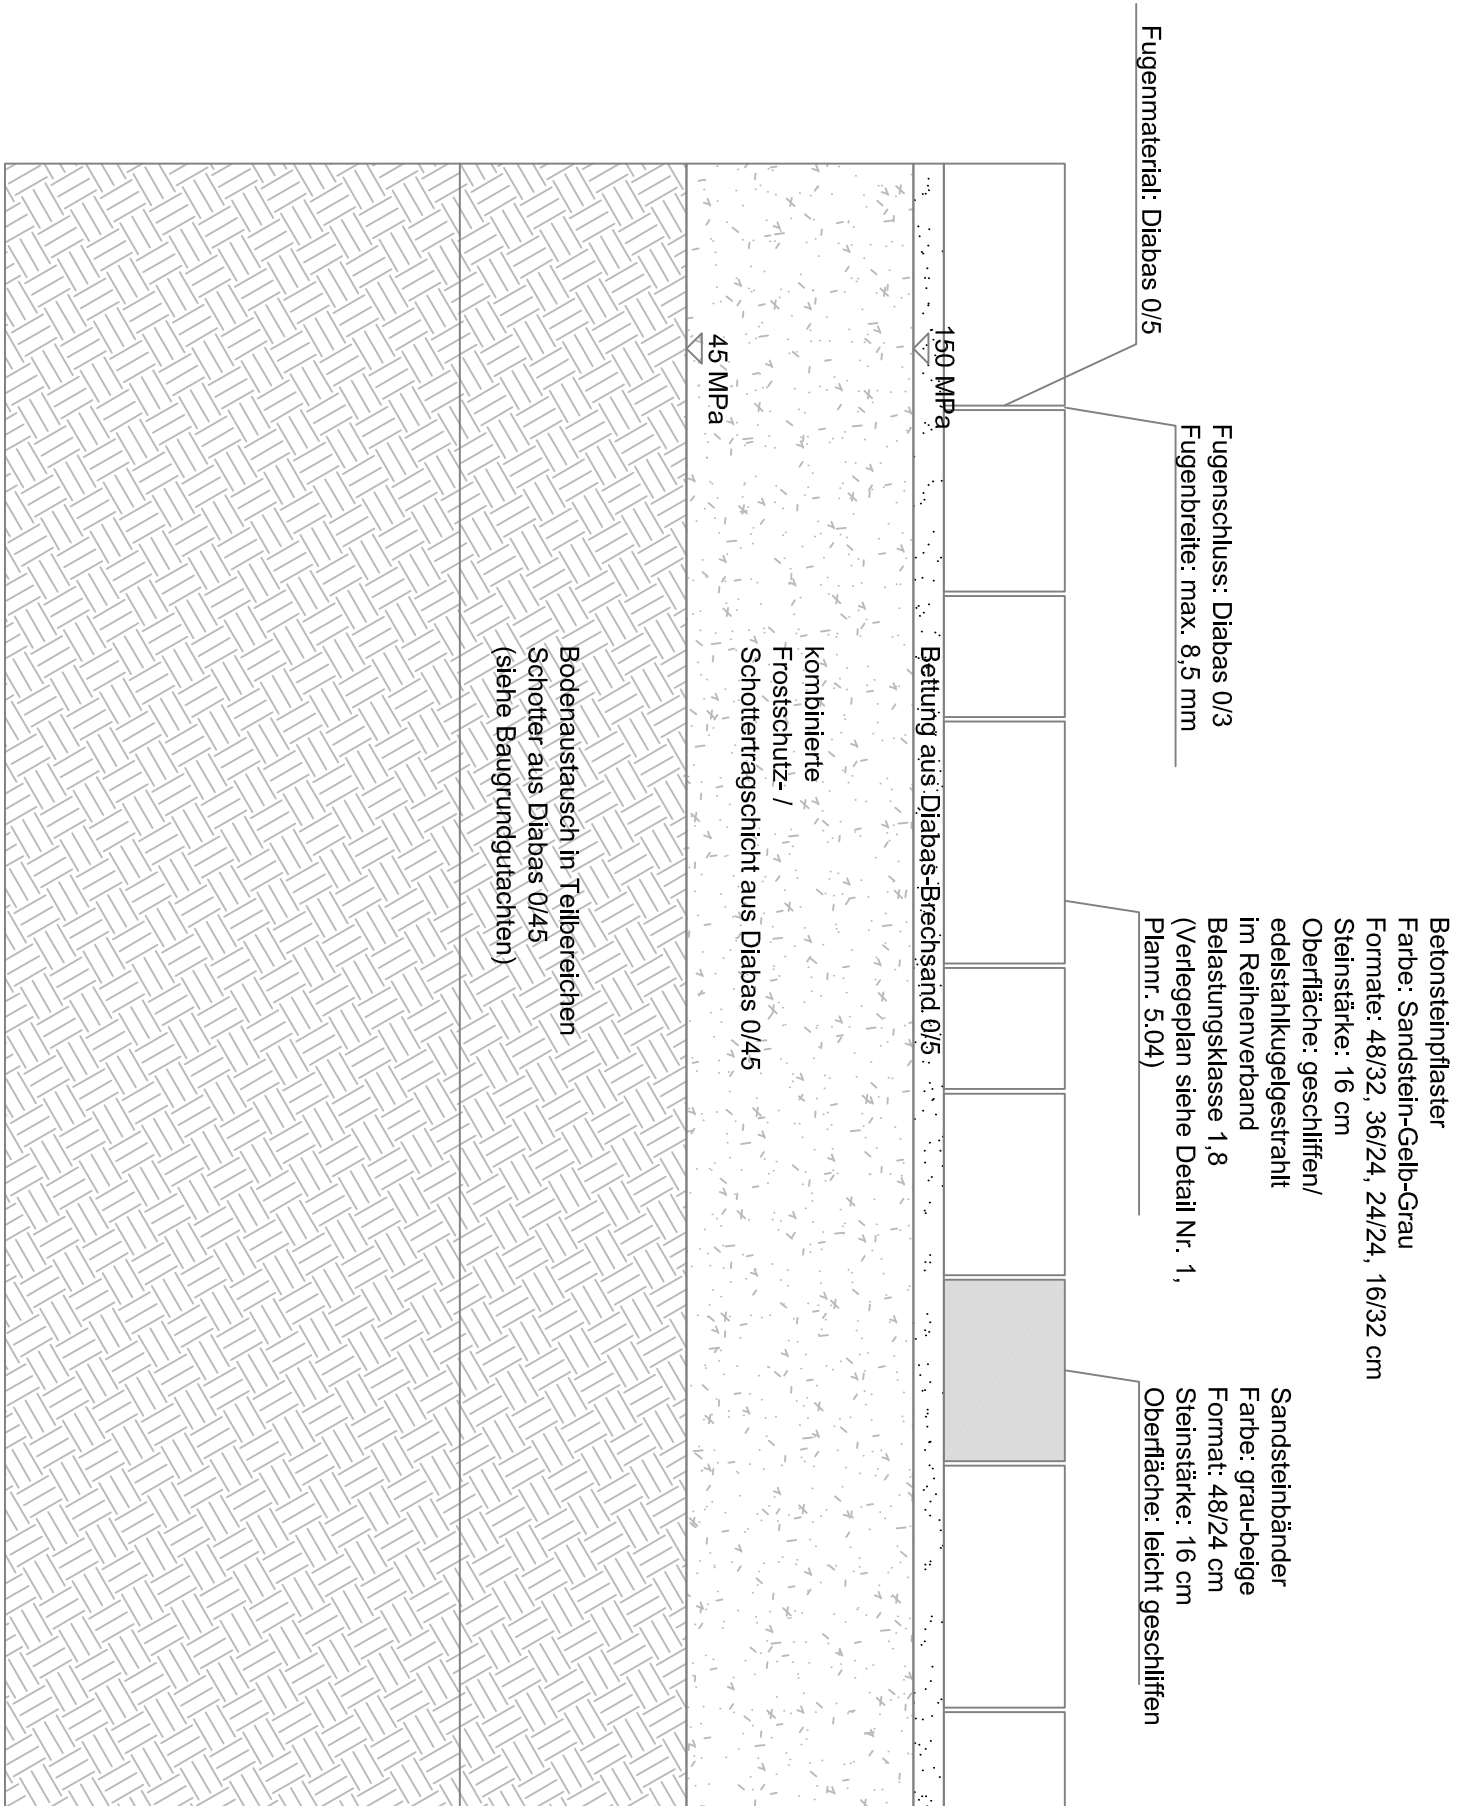 Fugenmaterial: Diabas 0/5
Fugenschluss: Diabas 0/3
Fugenbreite: max. 8,5 mm
Betonsteinpflaster
Farbe: Sandstein-Gelb-Grau
Formate: 48/32, 36/24, 24/24, 16/32 cm
Steinstärke: 16 cm
Oberfläche: geschliffen/
edelstahlkugelgestrahlt
im Reihenverband
Belastungsklasse 1,8
(Verlegeplan siehe Detail Nr. 1,
Plannr. 5.04)
Sandsteinbänder
Farbe: grau-beige
Format: 48/24 cm
Steinstärke: 16 cm
Oberfläche: leicht geschliffen
150 MPa
Bettung aus Diabas-Brechsand 0/5
45 MPa
kombinierte
Frostschutz- /
Schottertragschicht aus Diabas 0/45
Bodenaustausch in Teilbereichen
Schotter aus Diabas 0/45
(siehe Baugrundgutachten)